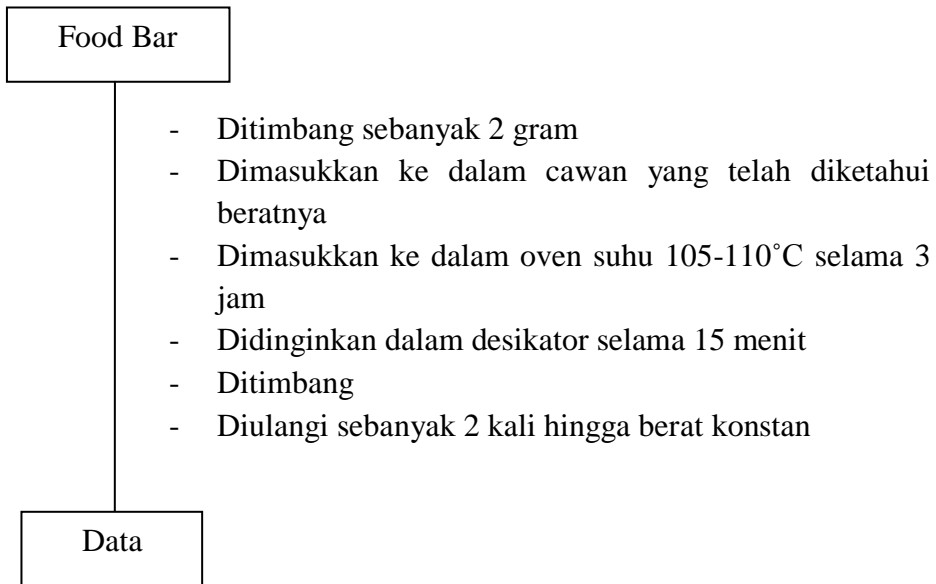 Food Bar
- Ditimbang sebanyak 2 gram
- Dimasukkan ke dalam cawan yang telah diketahui
beratnya
- Dimasukkan ke dalam oven suhu 105-110˚C selama 3
jam
- Didinginkan dalam desikator selama 15 menit
- Ditimbang
- Diulangi sebanyak 2 kali hingga berat konstan
Data